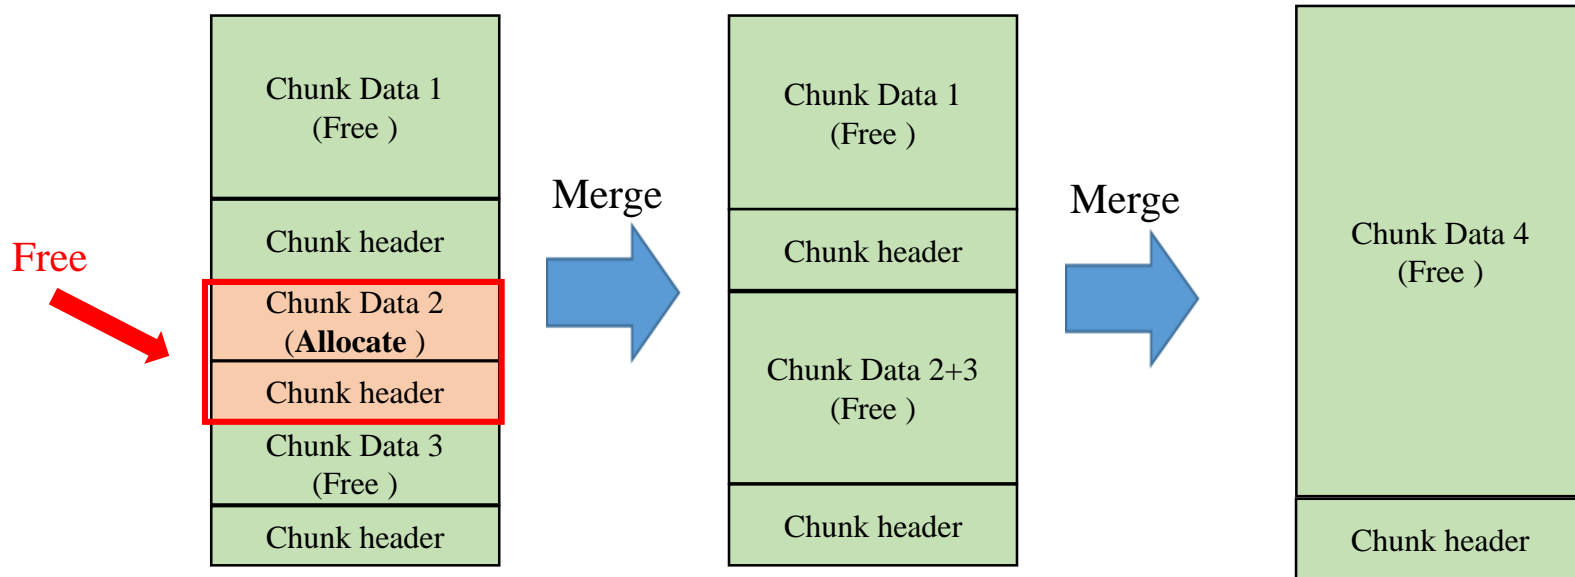 Free
Chunk Data 1
(Free )
Chunk header
Chunk Data 2
(Allocate )
Chunk header
Chunk Data 3
(Free )
Chunk header
Merge
Chunk Data 1
(Free )
Chunk header
Chunk Data 2+3
(Free )
Chunk header
Merge
Chunk Data 4
(Free )
Chunk header